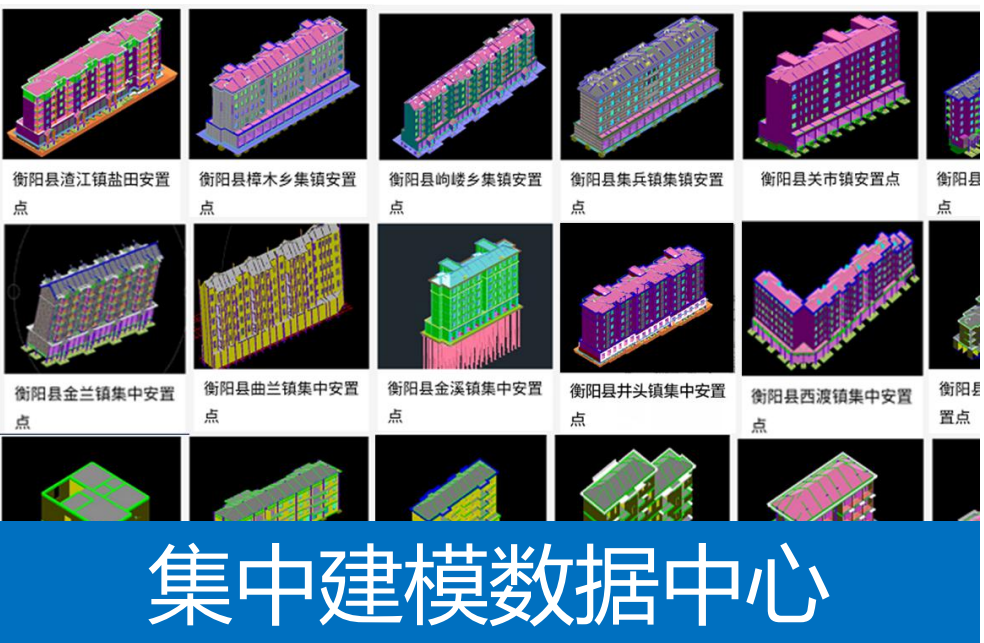 衡阳县渣江镇盐田安置
点
衡阳县樟木乡集镇安置
点
衡阳县岣嵝乡集镇安置
点
衡阳县集兵镇集镇安置
点
衡阳县关市镇安置点
衡阳县
点
衡阳县金兰镇集中安置
点
衡阳县曲兰镇集中安置
点
衡阳县金溪镇集中安置
点
衡阳县井头镇集中安置
点
衡阳县西渡镇集中安置
点
衡阳县
置点
集中建模数据中心